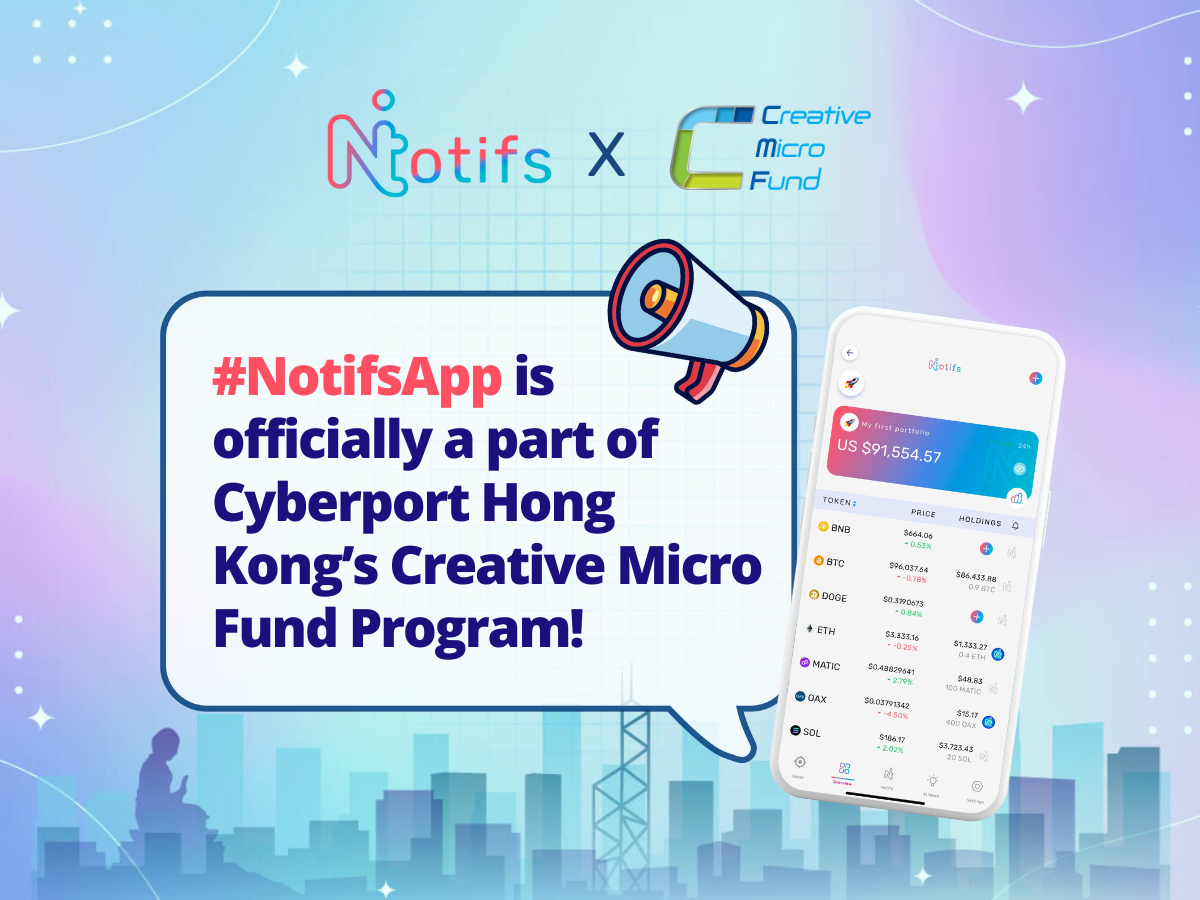 Notifs X Creative
Micro
Fund
#NotifsApp is
officially a part of
Cyberport Hong
Kong’s Creative Micro
Fund Program!
Notifs
My first portfolio
24h
US $91,554.57
TOKEN PRICE HOLDINGS
BNB $664.06
0.53%
BTC $96,037.64 $86,433.88
-0.78% 0.9 BTC
DOGE $0.3190673
0.84%
ETH $3,333.16 $1,333.27
-0.25% 0.4 ETH
MATIC $0.48829641 $48.83
2.79% 100 MATIC
OAX $0.03791342 $15.17
-4.50% 400 OAX
SOL $186.17 $3,723.43
2.02% 20 SOL
Overview Notifs AI News Settings